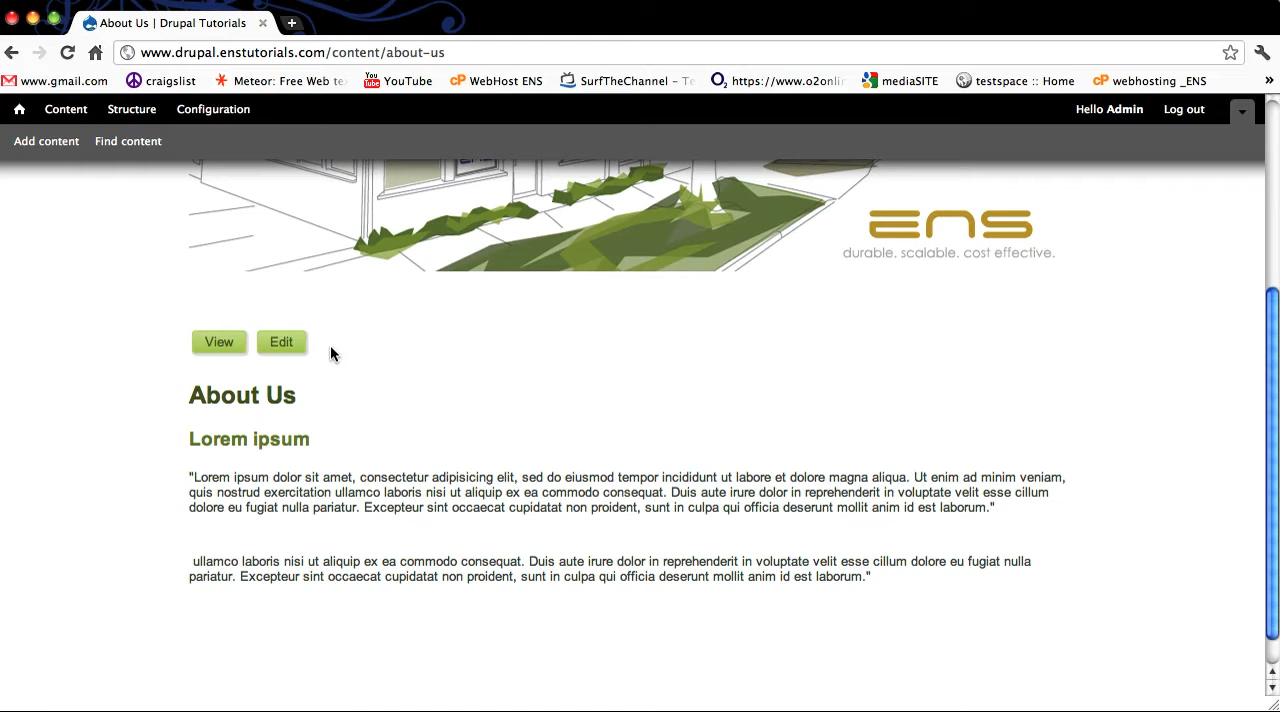 About Us | Drupal Tutorials
www.drupal.enstutorials.com/content/about-us
www.gmail.com craigslist Meteor: Free Web te YouTube WebHost ENS SurfTheChannel - Te https://www.o2onli mediaSITE testspace :: Home webhosting _ENS »
Content Structure Configuration Hello Admin Log out
Add content Find content
ens
durable. scalable. cost effective.
View Edit
About Us
Lorem ipsum
"Lorem ipsum dolor sit amet, consectetur adipisicing elit, sed do eiusmod tempor incididunt ut labore et dolore magna aliqua. Ut enim ad minim veniam,
quis nostrud exercitation ullamco laboris nisi ut aliquip ex ea commodo consequat. Duis aute irure dolor in reprehenderit in voluptate velit esse cillum
dolore eu fugiat nulla pariatur. Excepteur sint occaecat cupidatat non proident, sunt in culpa qui officia deserunt mollit anim id est laborum."
ullamco laboris nisi ut aliquip ex ea commodo consequat. Duis aute irure dolor in reprehenderit in voluptate velit esse cillum dolore eu fugiat nulla
pariatur. Excepteur sint occaecat cupidatat non proident, sunt in culpa qui officia deserunt mollit anim id est laborum."